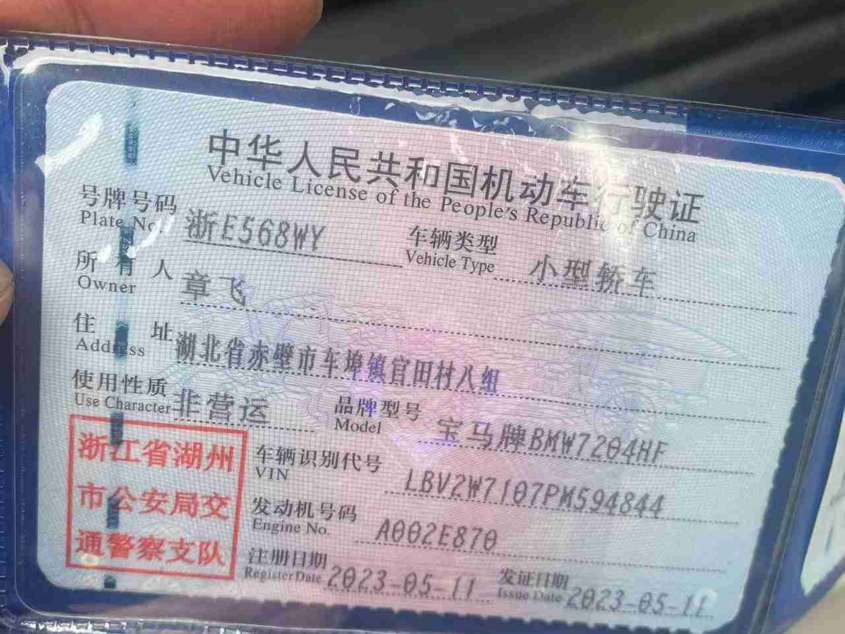 中华人民共和国机动车行驶证
Vehicle License of the People's Republic of China
号牌号码 浙E568WY 车辆类型 小型轿车
Plate No. Vehicle Type
所有人 章飞
Owner
住址 湖北省赤壁市车埠镇官田村八组
Address
使用性质 非营运 品牌型号 宝马牌BMW7204HF
Use Character Model
浙江省湖州
市公安局交
通警察支队
车辆识别代号 LBV2W7107PM594844
VIN
发动机号码 A002E870
Engine No.
注册日期 2023-05-11 发证日期 2023-05-11
Register Date Issue Date